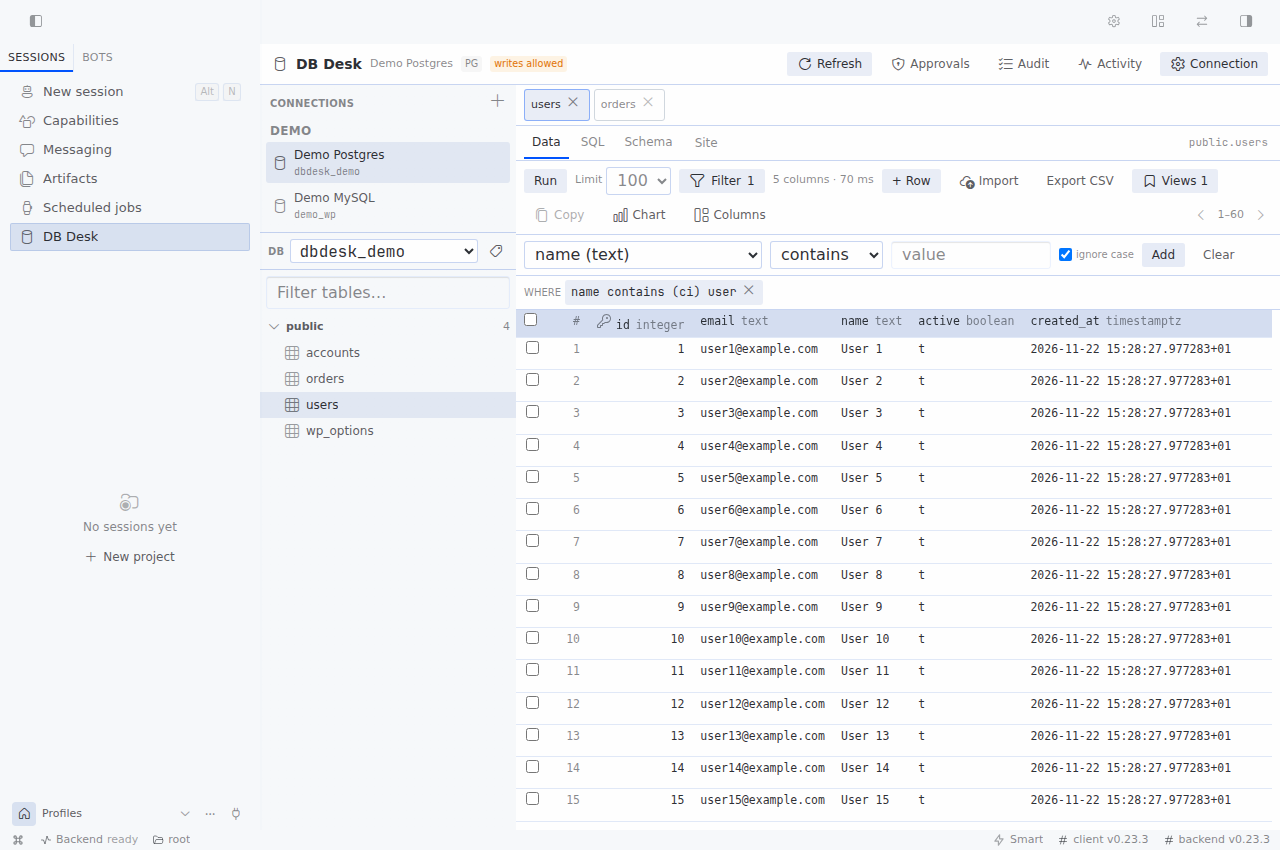 SESSIONS BOTS
New session Alt N
Capabilities
Messaging
Artifacts
Scheduled jobs
DB Desk
No sessions yet
New project
Profiles
Backend ready root
DB Desk Demo Postgres PG writes allowed
Refresh Approvals Audit Activity Connection
CONNECTIONS
DEMO
Demo Postgres
dbdesk_demo
Demo MySQL
demo_wp
DB dbdesk_demo
Filter tables...
public 4
accounts
orders
users
wp_options
users orders
Data SQL Schema Site public.users
Run Limit 100 Filter 1 5 columns · 70 ms + Row Import Export CSV Views 1
Copy Chart Columns 1–60
name (text) contains value ignore case Add Clear
WHERE name contains (ci) user
# id integer email text name text active boolean created_at timestamptz
1 1 user1@example.com User 1 t 2026-11-22 15:28:27.977283+01
2 2 user2@example.com User 2 t 2026-11-22 15:28:27.977283+01
3 3 user3@example.com User 3 t 2026-11-22 15:28:27.977283+01
4 4 user4@example.com User 4 t 2026-11-22 15:28:27.977283+01
5 5 user5@example.com User 5 t 2026-11-22 15:28:27.977283+01
6 6 user6@example.com User 6 t 2026-11-22 15:28:27.977283+01
7 7 user7@example.com User 7 t 2026-11-22 15:28:27.977283+01
8 8 user8@example.com User 8 t 2026-11-22 15:28:27.977283+01
9 9 user9@example.com User 9 t 2026-11-22 15:28:27.977283+01
10 10 user10@example.com User 10 t 2026-11-22 15:28:27.977283+01
11 11 user11@example.com User 11 t 2026-11-22 15:28:27.977283+01
12 12 user12@example.com User 12 t 2026-11-22 15:28:27.977283+01
13 13 user13@example.com User 13 t 2026-11-22 15:28:27.977283+01
14 14 user14@example.com User 14 t 2026-11-22 15:28:27.977283+01
15 15 user15@example.com User 15 t 2026-11-22 15:28:27.977283+01
Smart # client v0.23.3 # backend v0.23.3